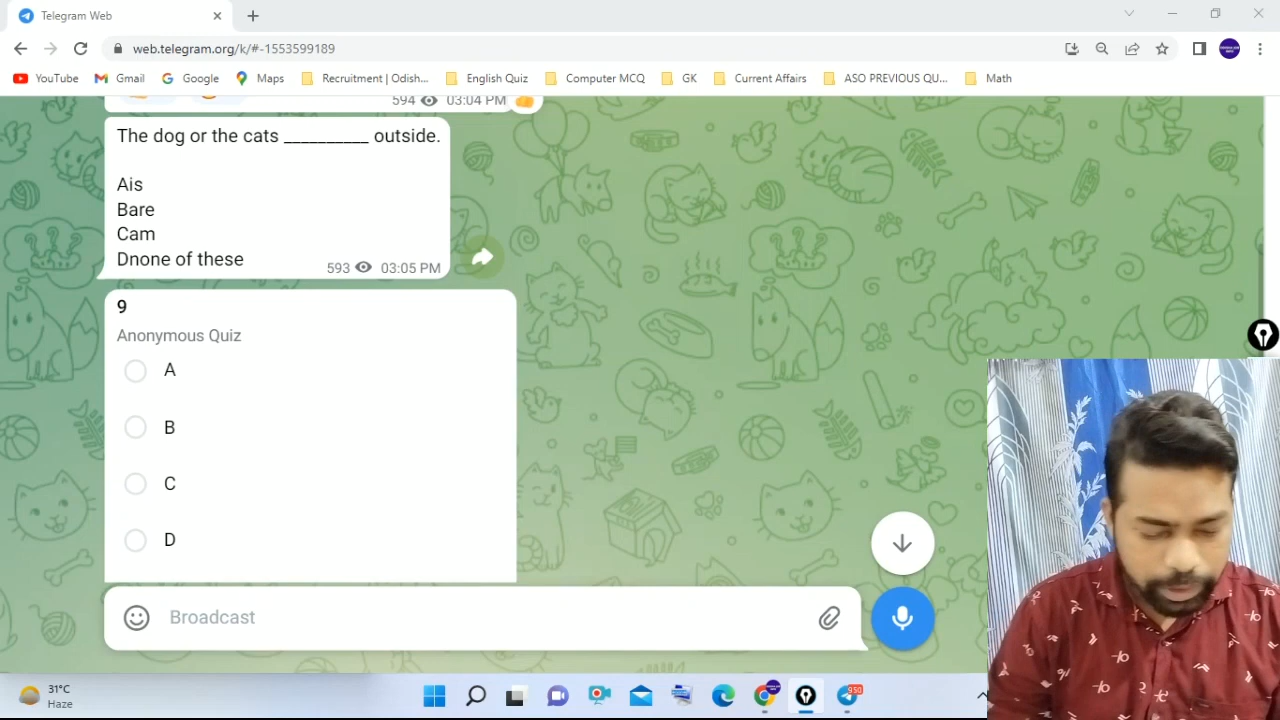 Telegram Web
web.telegram.org/k/#-1553599189
YouTube Gmail Google Maps Recruitment | Odish... English Quiz Computer MCQ GK Current Affairs ASO PREVIOUS QU... Math
594 03:04 PM
The dog or the cats __________ outside.
Ais
Bare
Cam
Dnone of these
593 03:05 PM
9
Anonymous Quiz
A
B
C
D
Broadcast
31°C
Haze
950